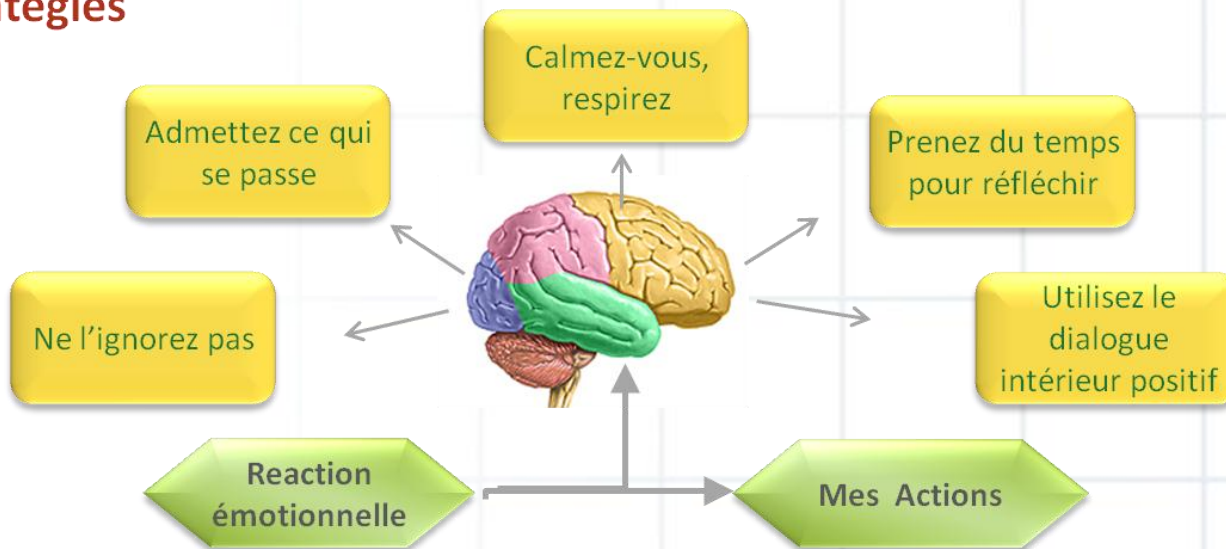 Calmez-vous,
respirez
Admettez ce qui
se passe
Prenez du temps
pour réfléchir
Ne l’ignorez pas
Utilisez le
dialogue
intérieur positif
Reaction
émotionnelle
Mes Actions